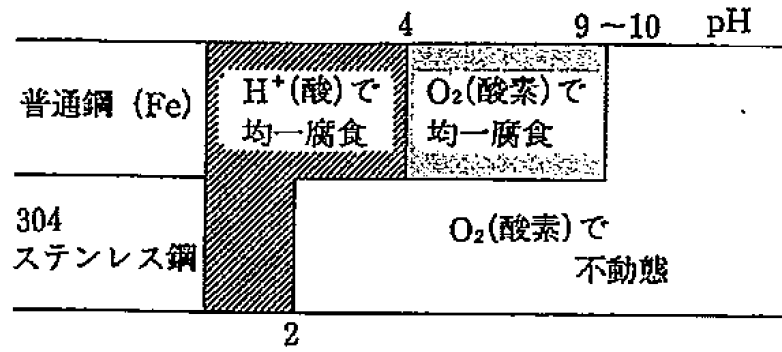 4
9～10
pH
普通鋼 (Fe)
H⁺(酸)で
均一腐食
O₂(酸素)で
均一腐食
304
ステンレス鋼
O₂(酸素)で
不動態
2